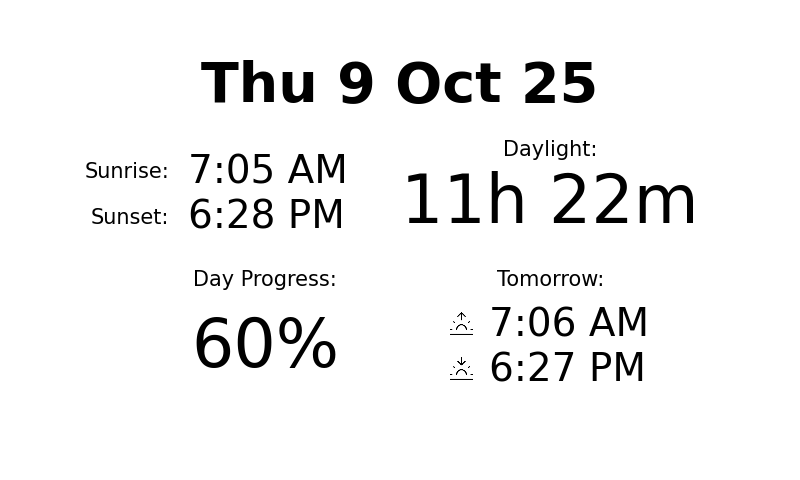 Thu 9 Oct 25
Sunrise: 7:05 AM
Sunset: 6:28 PM
Daylight:
11h 22m
Day Progress:
60%
Tomorrow:
7:06 AM
6:27 PM